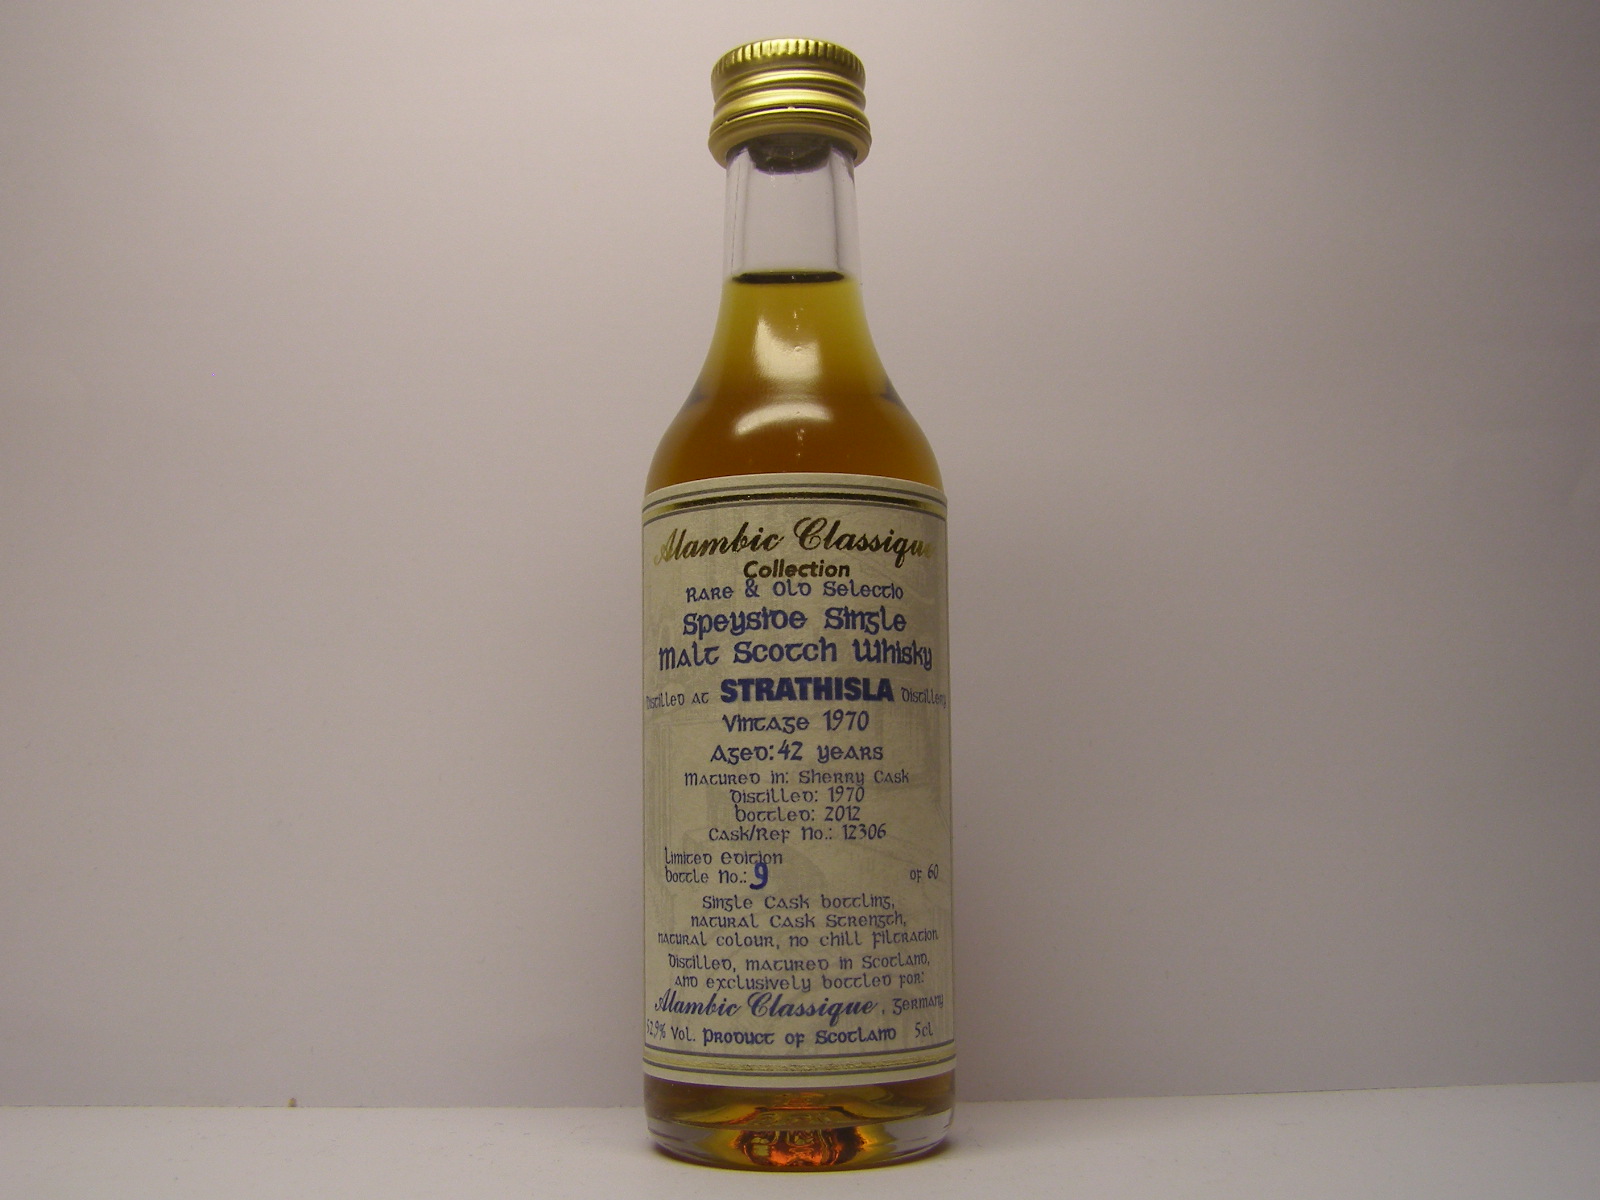 Alambic Classique
Collection
Rare & Old Selectio
Speyside Single
Malt Scotch Whisky
Distilled at STRATHISLA Distillery
Vintage 1970
Aged: 42 years
Matured in: Sherry Cask
Distilled: 1970
bottled: 2012
Cask/Ref No.: 12306
Limited Edition
bottle No.: 9 of 60
Single Cask bottling,
natural Cask Strength,
natural colour, no chill filtration
Distilled, matured in Scotland,
and exclusively bottled for:
Alambic Classique, Germany
52,9% Vol. Product of Scotland 5cl